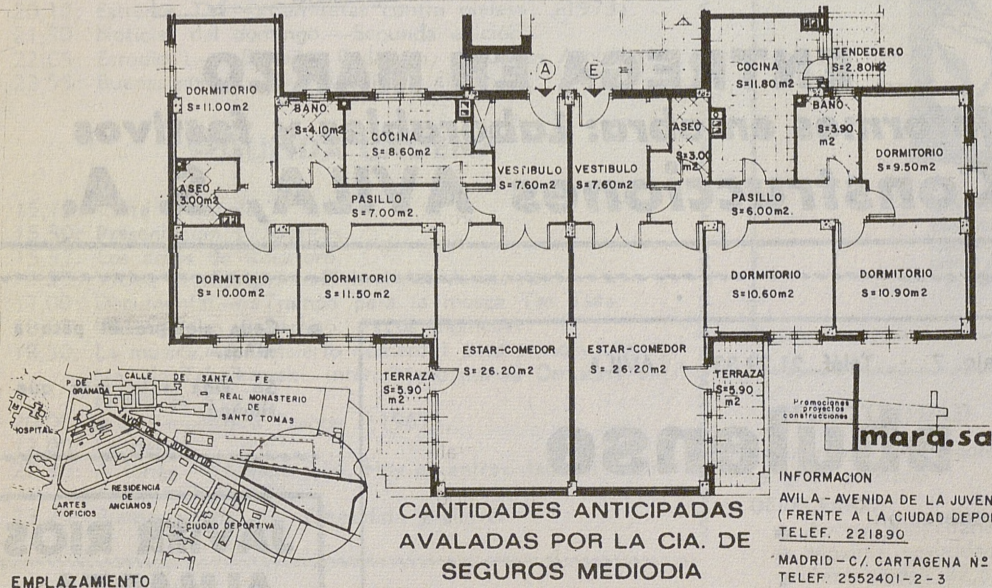 DORMITORIO
S=11.00m2
BAÑO
S=4.10m2
COCINA
S=8.60m2
A
E
VESTIBULO
S=7.60m2
VESTIBULO
S=7.60m2
ASEO
S=3.00
m2
COCINA
S=11.80m2
TENDEDERO
S=2.80m2
BAÑO
S=3.90
m2
DORMITORIO
S=9.50m2
ASEO
3.00m2
PASILLO
S=7.00m2.
PASILLO
S=6.00m2.
DORMITORIO
S=10.00m2
DORMITORIO
S=11.50m2
DORMITORIO
S=10.60m2
DORMITORIO
S=10.90m2
ESTAR-COMEDOR
S=26.20m2
ESTAR-COMEDOR
S=26.20m2
TERRAZA
S=5.90
m2
TERRAZA
S=5.90
m2
P DE
GRANADA
CALLE DE SANTA FE
REAL MONASTERIO
DE
SANTO TOMAS
HOSPITAL
AVDA DE LA JUVENTUD
RESIDENCIA
DE
ANCIANOS
ARTES
Y OFICIOS
CIUDAD DEPORTIVA
EMPLAZAMIENTO
CANTIDADES ANTICIPADAS
AVALADAS POR LA CIA. DE
SEGUROS MEDIODIA
Promociones
proyectos
construcciones
mara.sa
INFORMACION
AVILA - AVENIDA DE LA JUVEN
(FRENTE A LA CIUDAD DEPOR
TELEF. 221890
MADRID - C/. CARTAGENA Nº
TELEF. 2552401-2-3